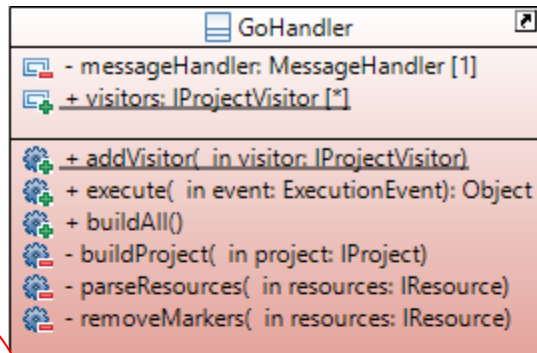 GoHandler
- messageHandler: MessageHandler [1]
+ visitors: IProjectVisitor [*]
+ addVisitor( in visitor: IProjectVisitor)
+ execute( in event: ExecutionEvent): Object
+ buildAll()
- buildProject( in project: IProject)
- parseResources( in resources: IResource)
- removeMarkers( in resources: IResource)